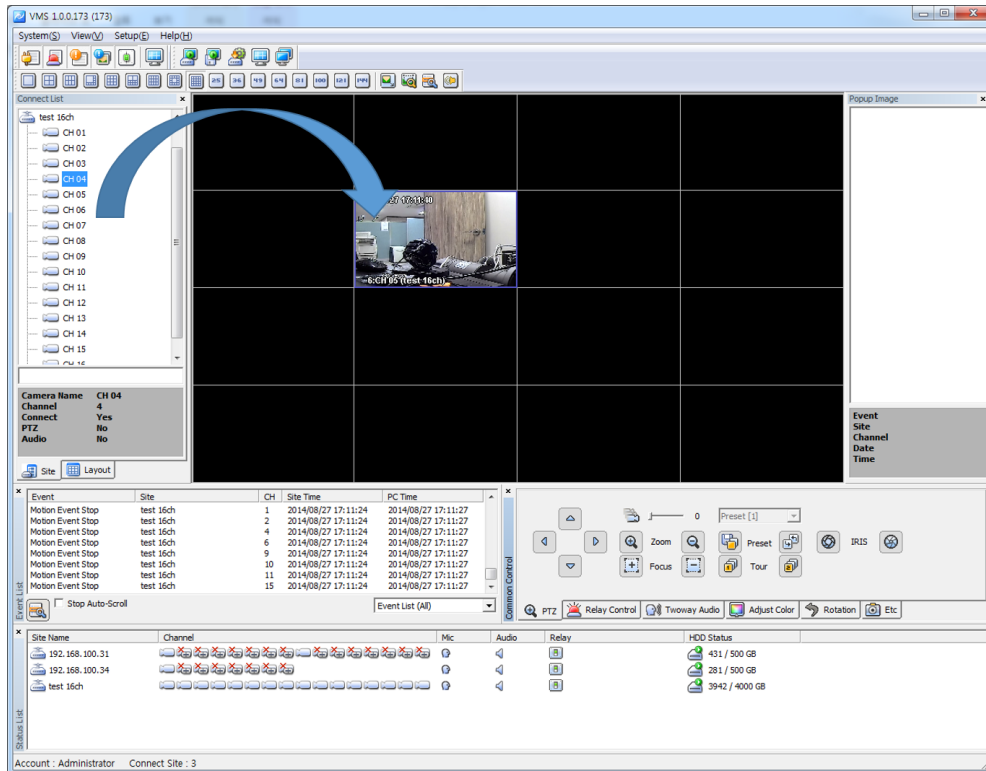 VMS 1.0.0.173 (173)
System(S) View(V) Setup(E) Help(H)
25 36 49 64 81 100 121 144
Connect List
Popup Image
test 16ch
CH 01
CH 02
CH 03
CH 04
CH 05
CH 06
CH 07
CH 08
CH 09
CH 10
CH 11
CH 12
CH 13
CH 14
CH 15
CH 16
27 17:11:40
6:CH 05 (test 16ch)
Camera Name CH 04
Channel 4
Connect Yes
PTZ No
Audio No
Event
Site
Channel
Date
Time
Site Layout
Event Site CH Site Time PC Time
Motion Event Stop test 16ch 1 2014/08/27 17:11:24 2014/08/27 17:11:27
Motion Event Stop test 16ch 2 2014/08/27 17:11:24 2014/08/27 17:11:27
Motion Event Stop test 16ch 4 2014/08/27 17:11:24 2014/08/27 17:11:27
Motion Event Stop test 16ch 6 2014/08/27 17:11:24 2014/08/27 17:11:27
Motion Event Stop test 16ch 9 2014/08/27 17:11:24 2014/08/27 17:11:27
Motion Event Stop test 16ch 10 2014/08/27 17:11:24 2014/08/27 17:11:27
Motion Event Stop test 16ch 11 2014/08/27 17:11:24 2014/08/27 17:11:27
Motion Event Stop test 16ch 15 2014/08/27 17:11:24 2014/08/27 17:11:27
Event List
Stop Auto-Scroll
Event List (All)
Common Control
0 Preset [1]
Zoom Preset IRIS
Focus Tour
PTZ Relay Control Twoway Audio Adjust Color Rotation Etc
Site Name Channel Mic Audio Relay HDD Status
192.168.100.31 431 / 500 GB
192.168.100.34 281 / 500 GB
test 16ch 3942 / 4000 GB
Status List
Account : Administrator Connect Site : 3